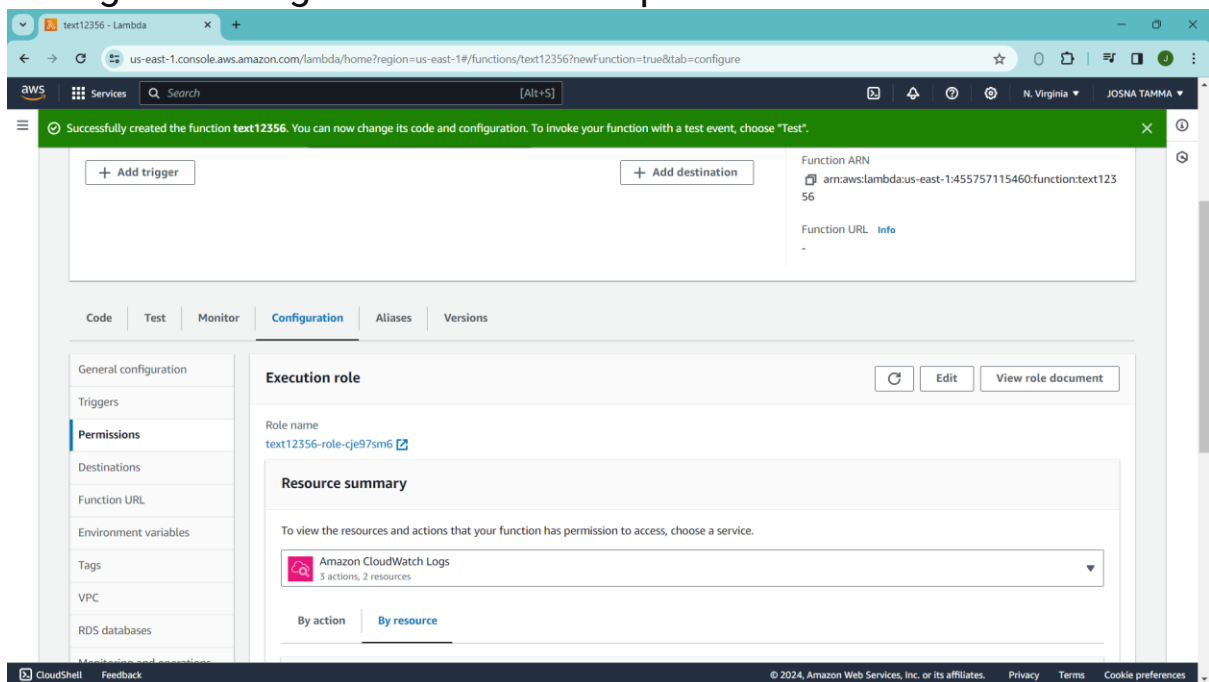 text12356 - Lambda
us-east-1.console.aws.amazon.com/lambda/home?region=us-east-1#/functions/text12356?newFunction=true&tab=configure
aws
Services
Search
[Alt+S]
N. Virginia
JOSNA TAMMA
Successfully created the function text12356. You can now change its code and configuration. To invoke your function with a test event, choose "Test".
+ Add trigger
+ Add destination
Function ARN
arn:aws:lambda:us-east-1:455757115460:function:text123
56
Function URL Info
-
Code Test Monitor Configuration Aliases Versions
General configuration
Triggers
Permissions
Destinations
Function URL
Environment variables
Tags
VPC
RDS databases
Monitoring and operations
Execution role
Edit
View role document
Role name
text12356-role-cje97sm6
Resource summary
To view the resources and actions that your function has permission to access, choose a service.
Amazon CloudWatch Logs
3 actions, 2 resources
By action By resource
CloudShell Feedback
© 2024, Amazon Web Services, Inc. or its affiliates. Privacy Terms Cookie preferences